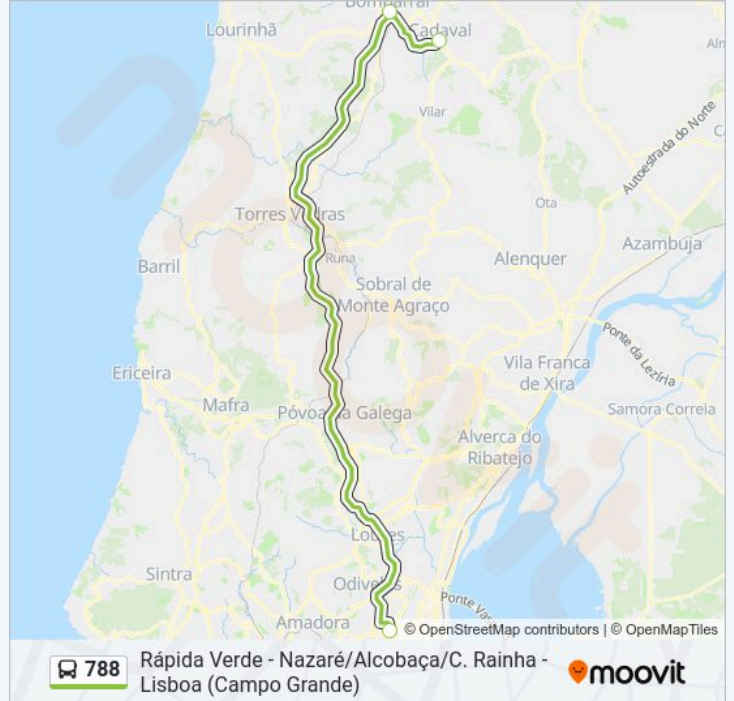 Bombarral
Lourinhã
Cadaval
Vilar
Autoestrada do Norte
Ota
Torres Vedras
Azambuja
Runa
Alenquer
Barril
Sobral de
Monte Agraço
Ponte da Lezíria
Vila Franca
de Xira
Ericeira
Mafra
Póvoa da Galega
Samora Correia
Alverca do
Ribatejo
Loures
Sintra
Odivelas
Ponte Vas
Amadora
© OpenStreetMap contributors | © OpenMapTiles
788
Rápida Verde - Nazaré/Alcobaça/C. Rainha -
Lisboa (Campo Grande)
moovit